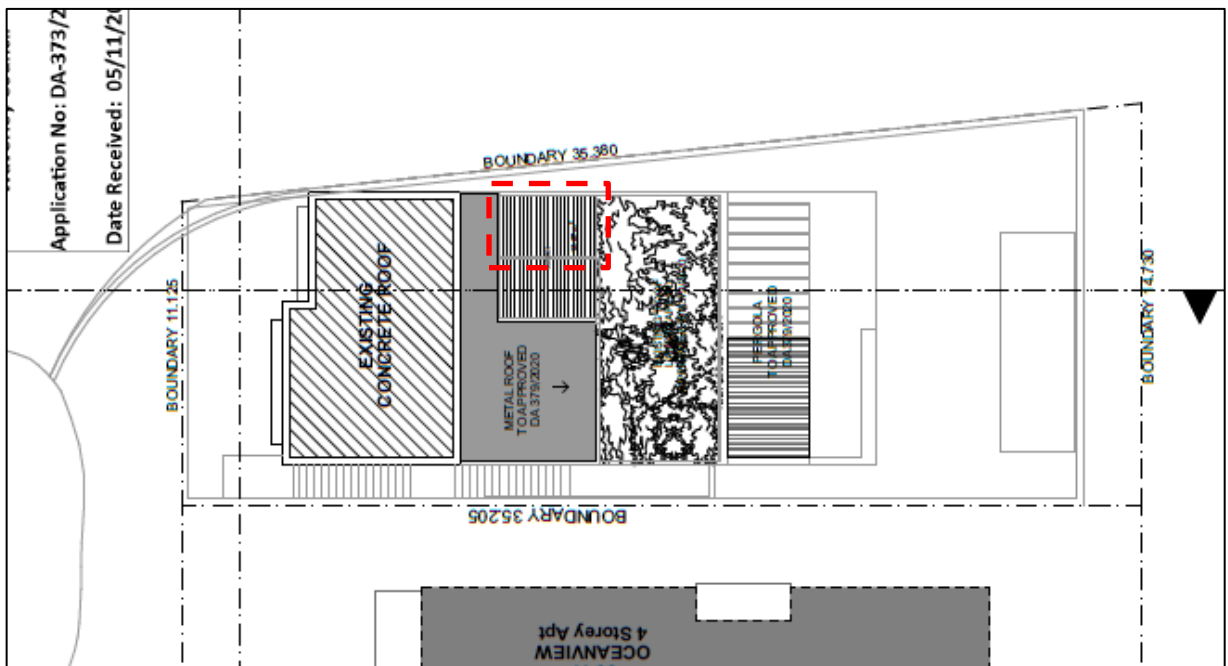 Application No: DA-373/2
Date Received: 05/11/20
BOUNDARY 35.380
BOUNDARY 11.125
EXISTING
CONCRETE ROOF
METAL ROOF
TO APPROVED
DA 379/2020
PERGOLA
TO APPROVED
DA 379/2020
BOUNDARY 14.730
BOUNDARY 35.205
OCEANVIEW
4 Storey Apt